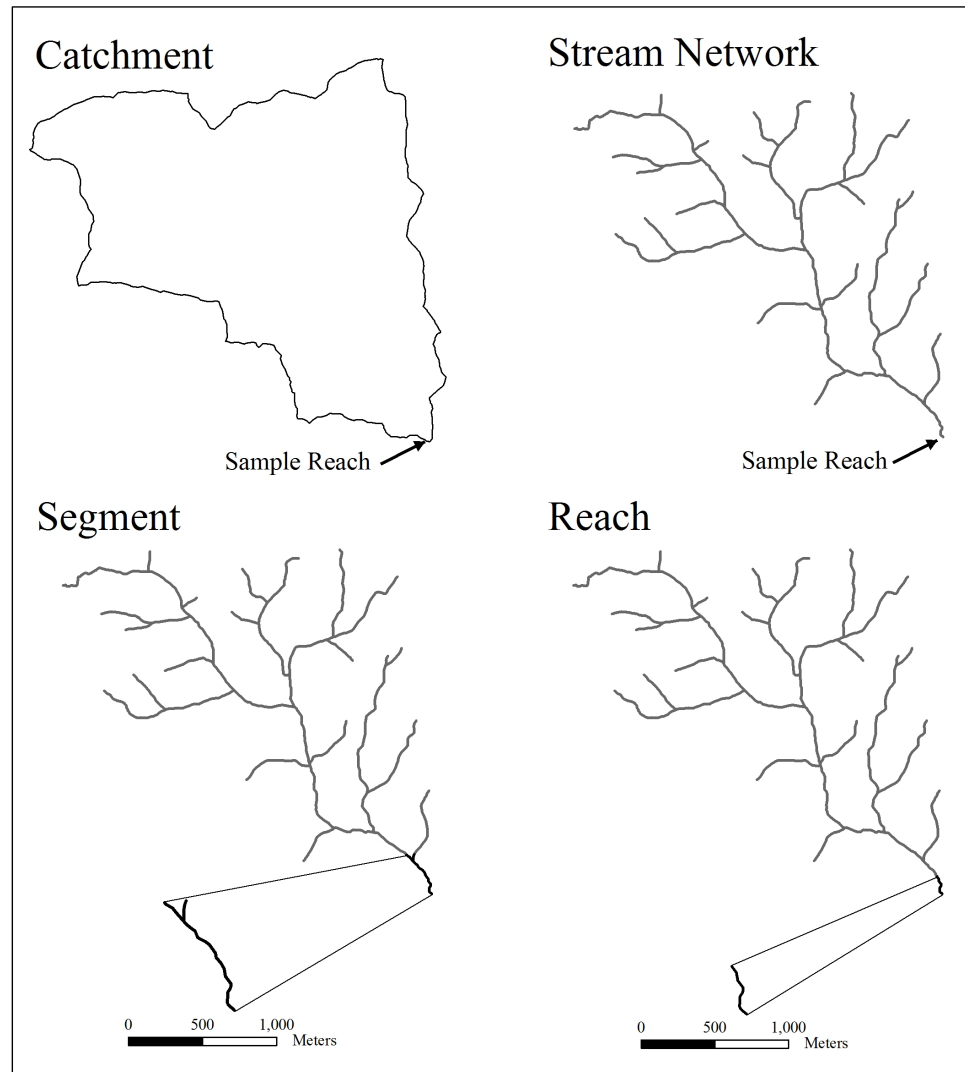 Catchment
Stream Network
Sample Reach
Sample Reach
Segment
Reach
0 500 1,000
Meters
0 500 1,000
Meters